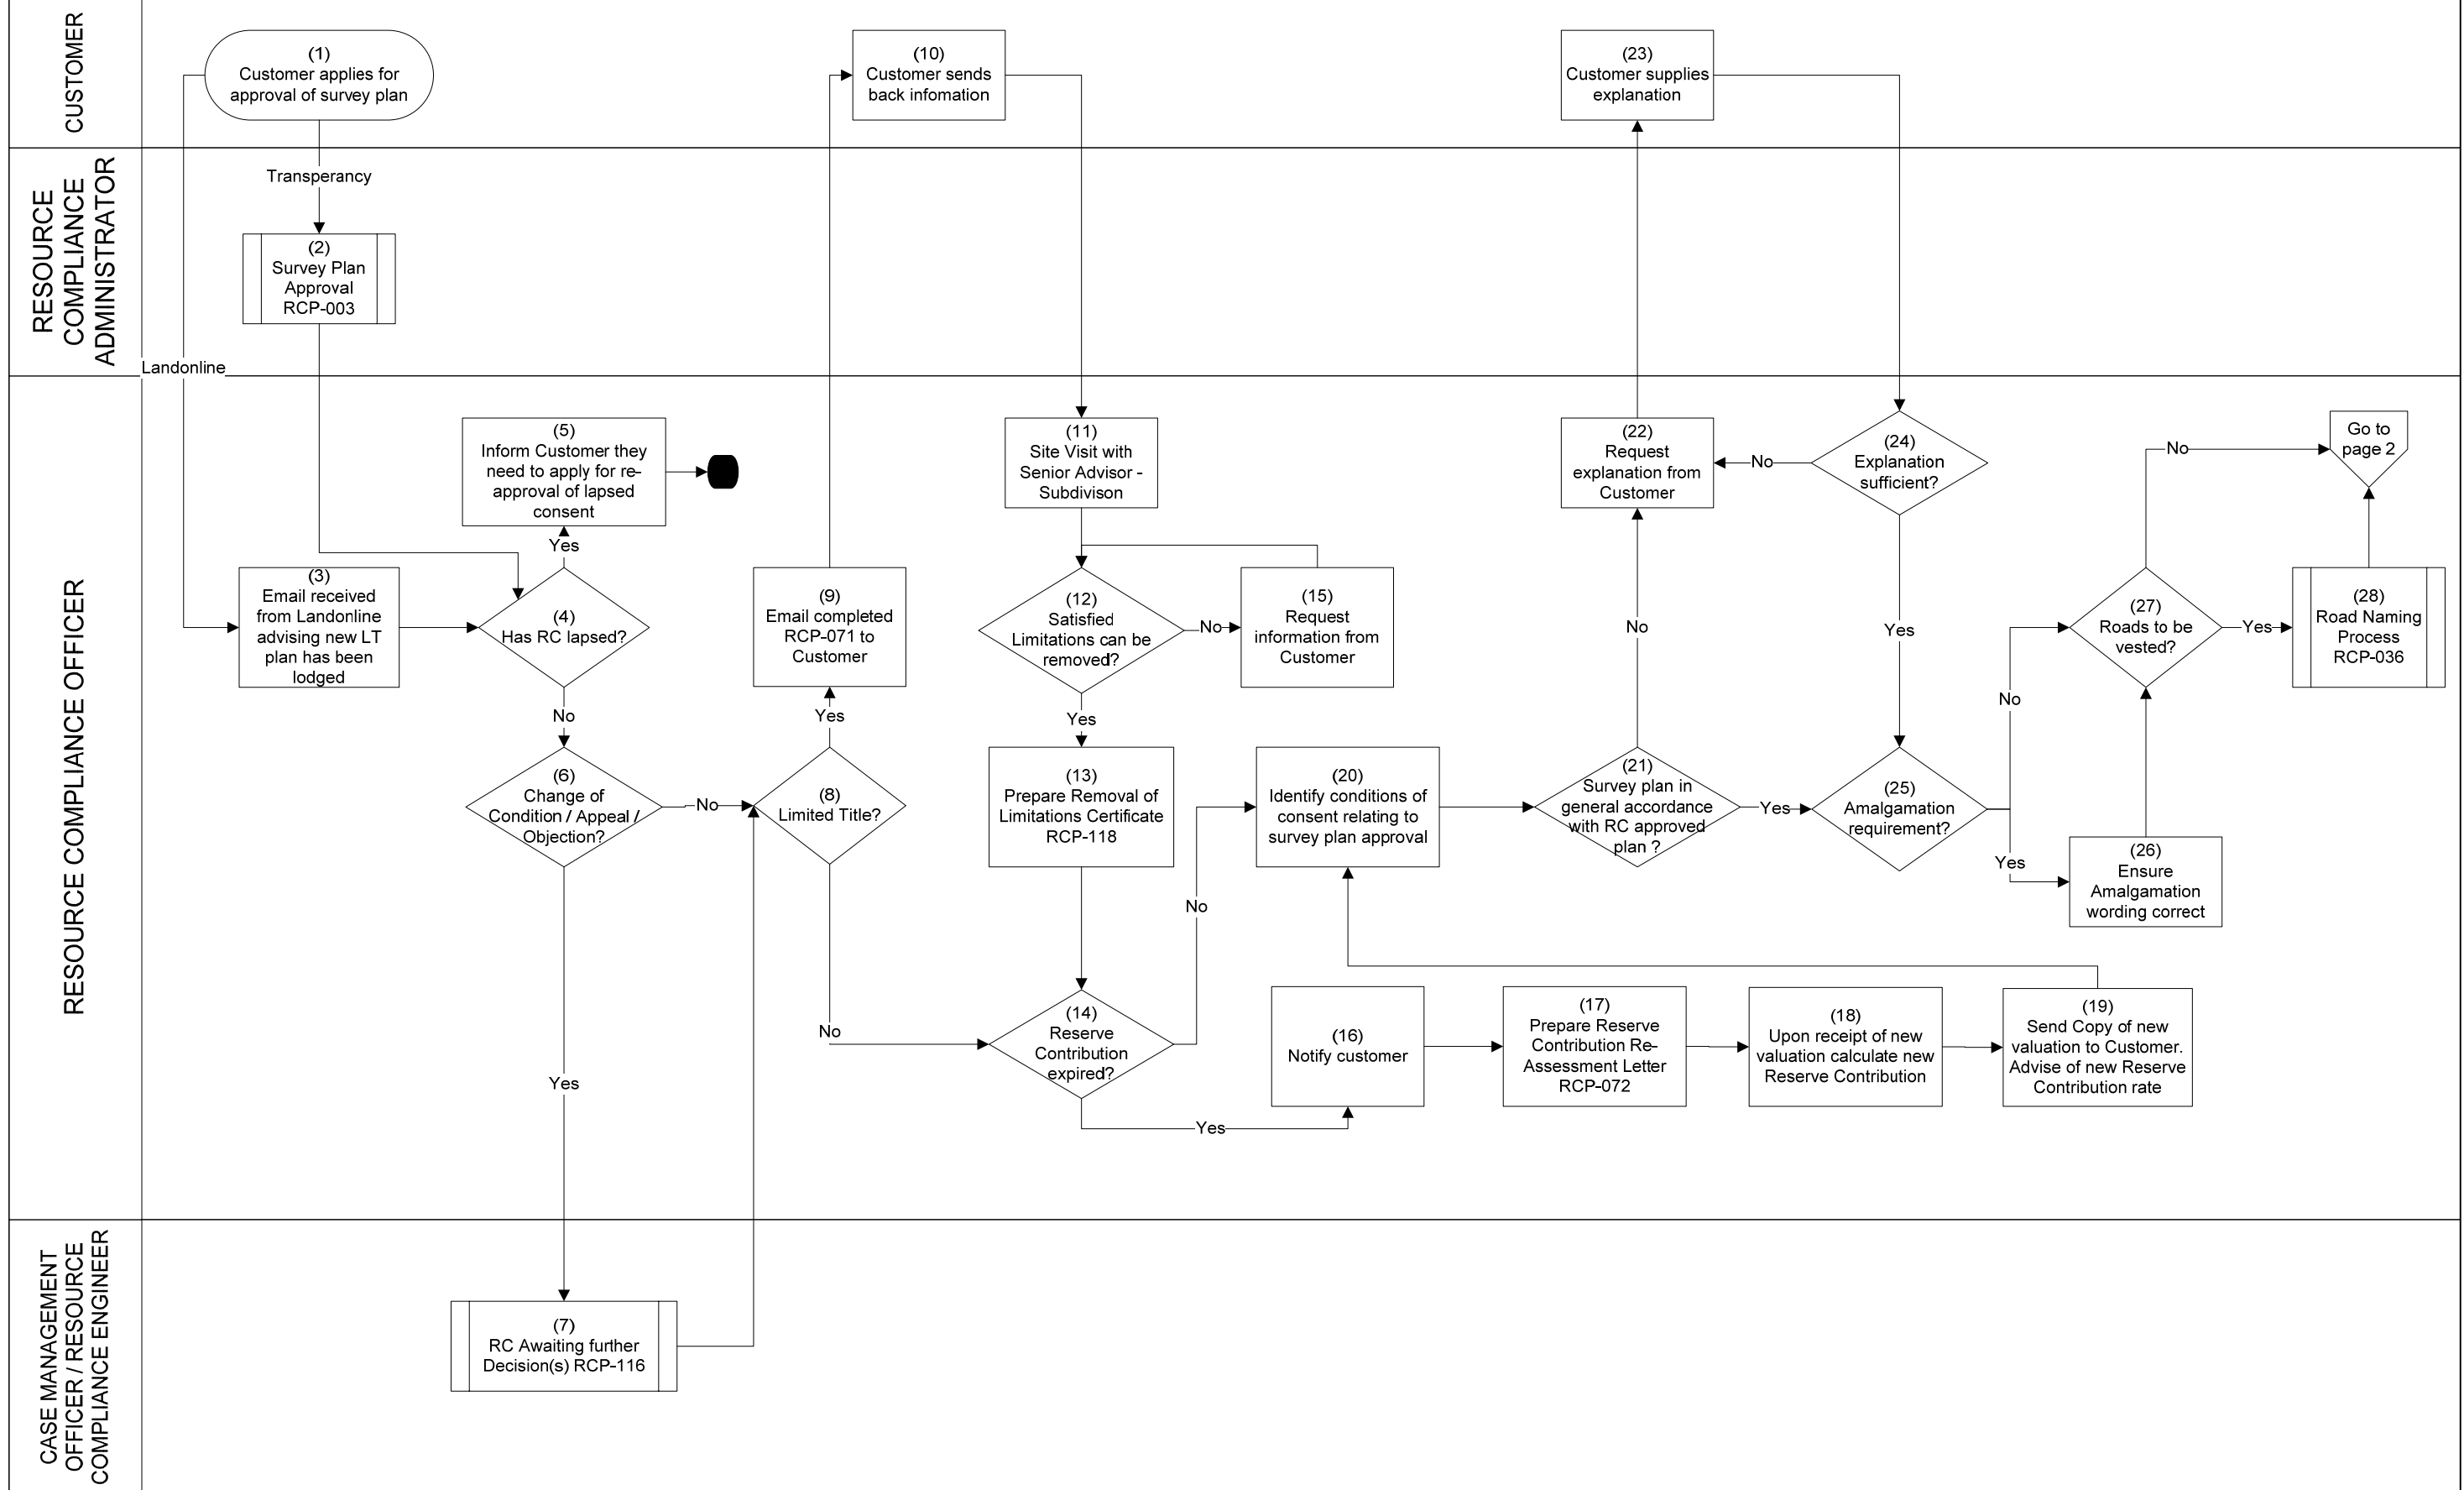 CUSTOMER
(1)
Customer applies for
approval of survey plan
(10)
Customer sends
back infomation
(23)
Customer supplies
explanation
RESOURCE
COMPLIANCE
ADMINISTRATOR
Transperancy
(2)
Survey Plan
Approval
RCP-003
Landonline
RESOURCE COMPLIANCE OFFICER
(3)
Email received
from Landonline
advising new LT
plan has been
lodged
(4)
Has RC lapsed?
Yes
(5)
Inform Customer they
need to apply for re-
approval of lapsed
consent
No
(6)
Change of
Condition / Appeal /
Objection?
No
Yes
(8)
Limited Title?
Yes
No
(9)
Email completed
RCP-071 to
Customer
(11)
Site Visit with
Senior Advisor -
Subdivison
(12)
Satisfied
Limitations can be
removed?
No
Yes
(15)
Request
information from
Customer
(13)
Prepare Removal of
Limitations Certificate
RCP-118
(14)
Reserve
Contribution
expired?
No
Yes
(16)
Notify customer
(17)
Prepare Reserve
Contribution Re-
Assessment Letter
RCP-072
(18)
Upon receipt of new
valuation calculate new
Reserve Contribution
(19)
Send Copy of new
valuation to Customer.
Advise of new Reserve
Contribution rate
(20)
Identify conditions of
consent relating to
survey plan approval
(21)
Survey plan in
general accordance
with RC approved
plan ?
No
Yes
(22)
Request
explanation from
Customer
(24)
Explanation
sufficient?
No
Yes
(25)
Amalgamation
requirement?
No
Yes
(26)
Ensure
Amalgamation
wording correct
(27)
Roads to be
vested?
No
Yes
(28)
Road Naming
Process
RCP-036
Go to
page 2
CASE MANAGEMENT
OFFICER / RESOURCE
COMPLIANCE ENGINEER
(7)
RC Awaiting further
Decision(s) RCP-116